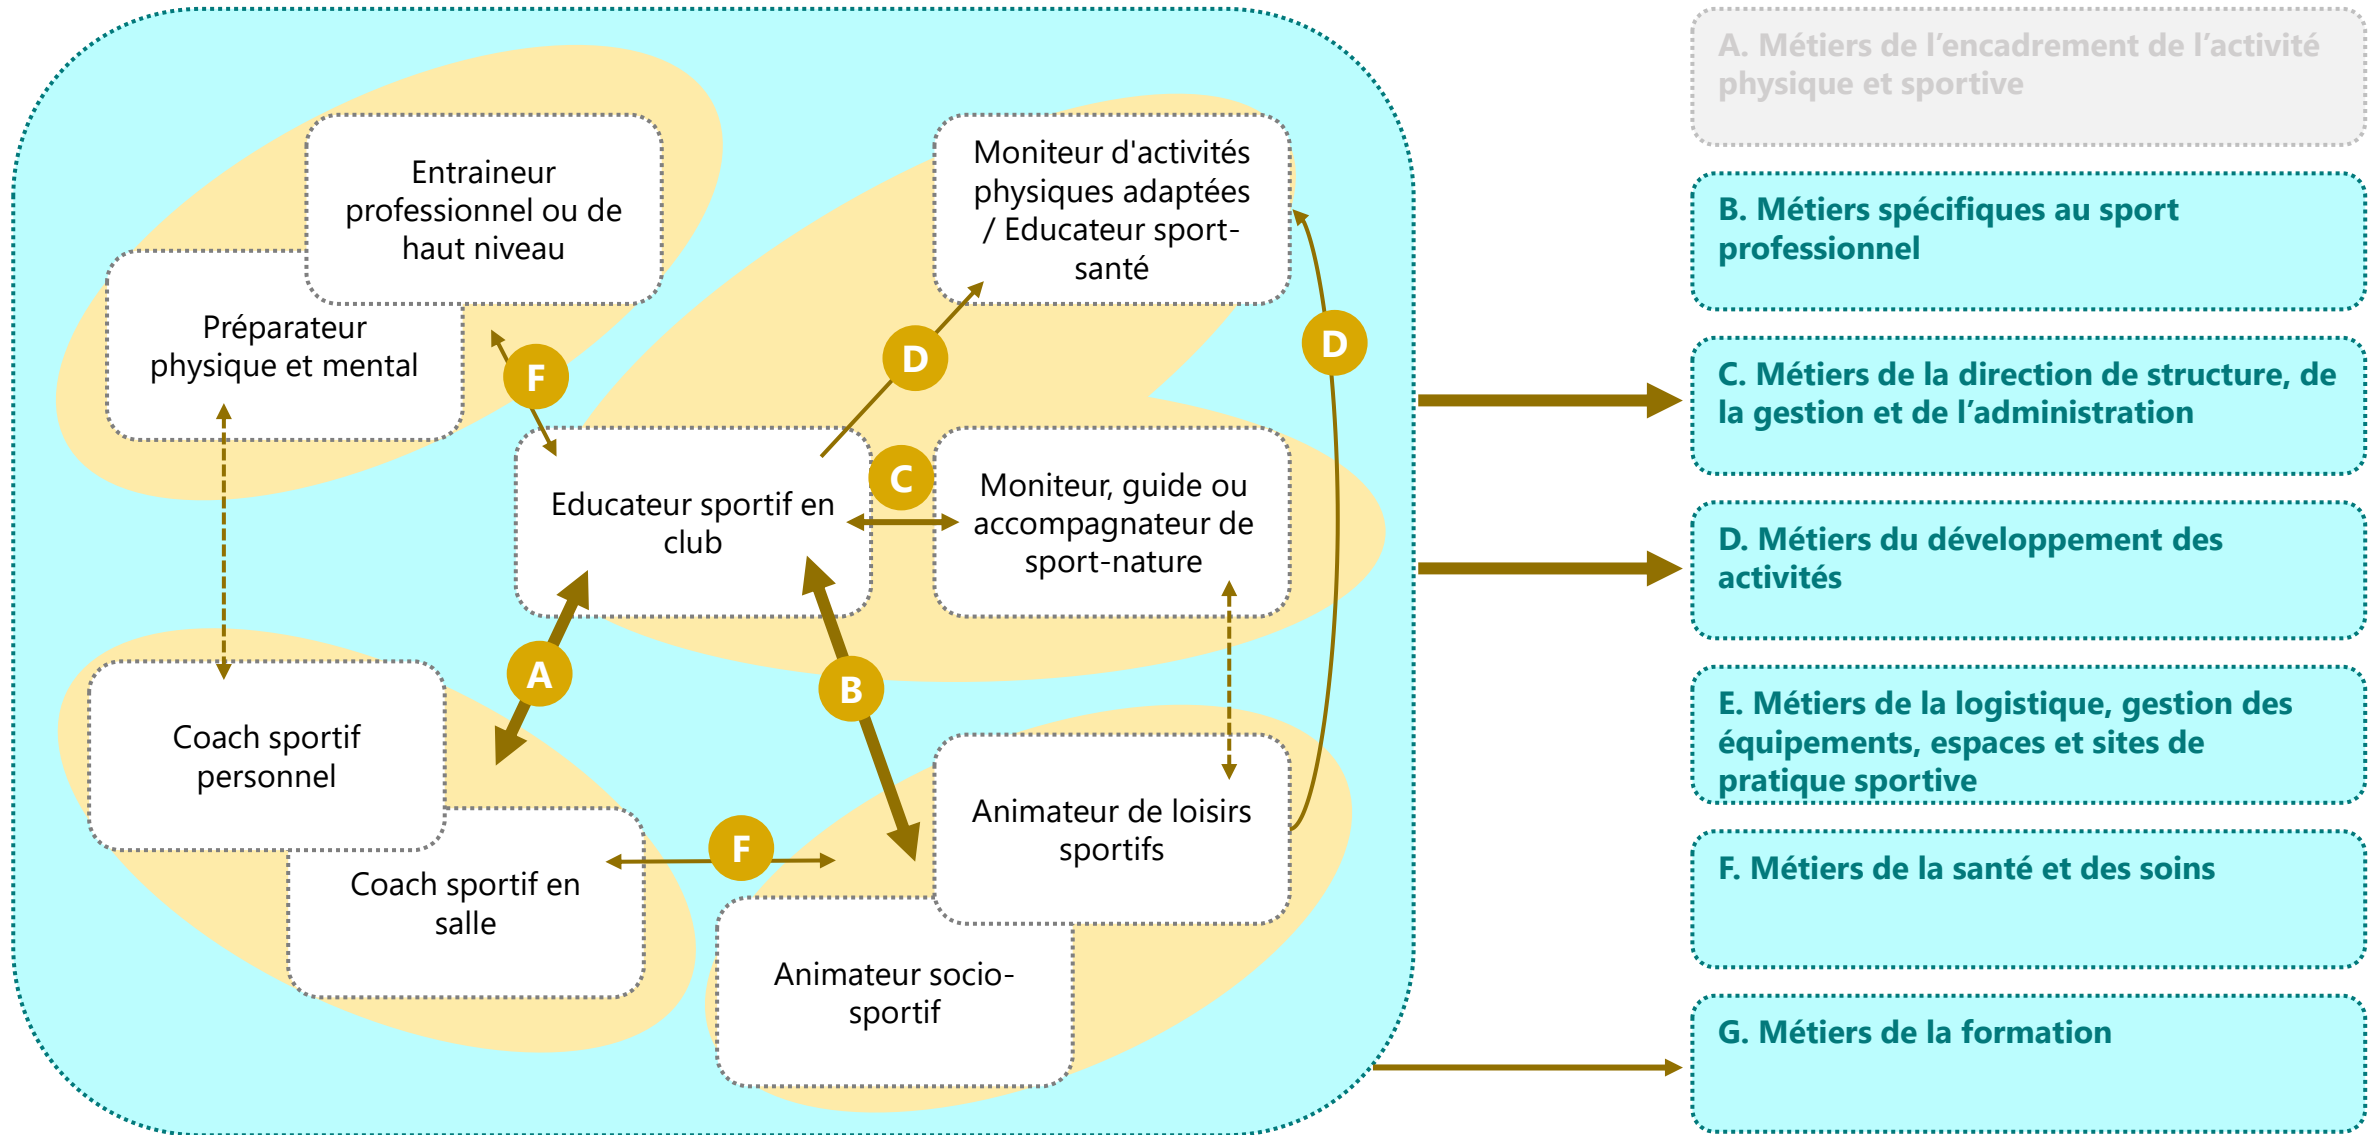 Entraineur
professionnel ou de
haut niveau
Préparateur
physique et mental
Moniteur d'activités
physiques adaptées
/ Educateur sport-
santé
F
D
D
Educateur sportif en
club
C
Moniteur, guide ou
accompagnateur de
sport-nature
A
B
Coach sportif
personnel
Coach sportif en
salle
F
Animateur de loisirs
sportifs
Animateur socio-
sportif
A. Métiers de l’encadrement de l’activité
physique et sportive
B. Métiers spécifiques au sport
professionnel
C. Métiers de la direction de structure, de
la gestion et de l’administration
D. Métiers du développement des
activités
E. Métiers de la logistique, gestion des
équipements, espaces et sites de
pratique sportive
F. Métiers de la santé et des soins
G. Métiers de la formation